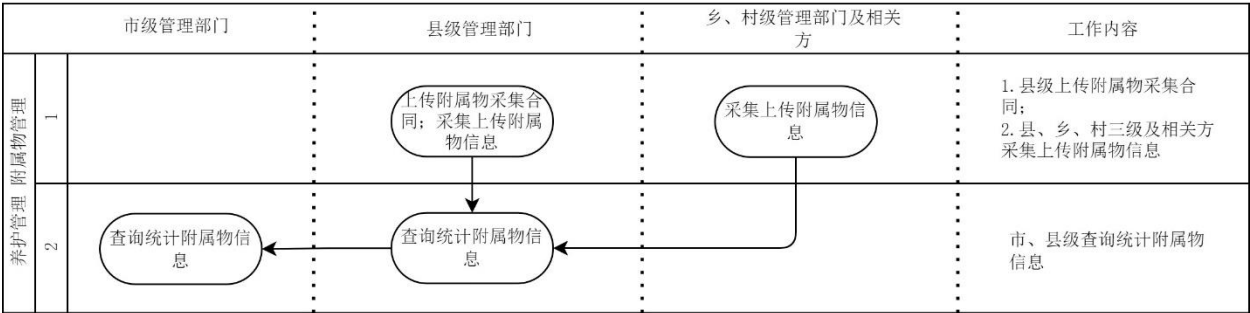 市级管理部门
县级管理部门
乡、村级管理部门及相关
方
工作内容
养护管理 附属物管理
1
上传附属物采集合
同；采集上传附属
物信息
采集上传附属物信
息
1.县级上传附属物采集合
同；
2.县、乡、村三级及相关方
采集上传附属物信息
2
查询统计附属物信
息
查询统计附属物信
息
市、县级查询统计附属物
信息